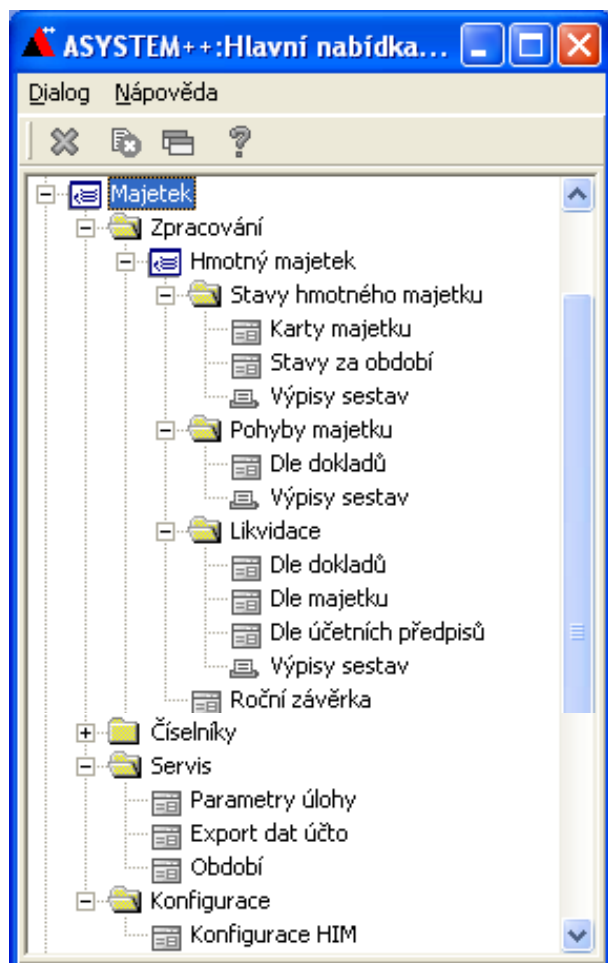 ASYSTEM++:Hlavní nabídka...
Dialog Nápověda
Majetek
Zpracování
Hmotný majetek
Stavy hmotného majetku
Karty majetku
Stavy za období
Výpisy sestav
Pohyby majetku
Dle dokladů
Výpisy sestav
Likvidace
Dle dokladů
Dle majetku
Dle účetních předpisů
Výpisy sestav
Roční závěrka
Číselníky
Servis
Parametry úlohy
Export dat účto
Období
Konfigurace
Konfigurace HIM